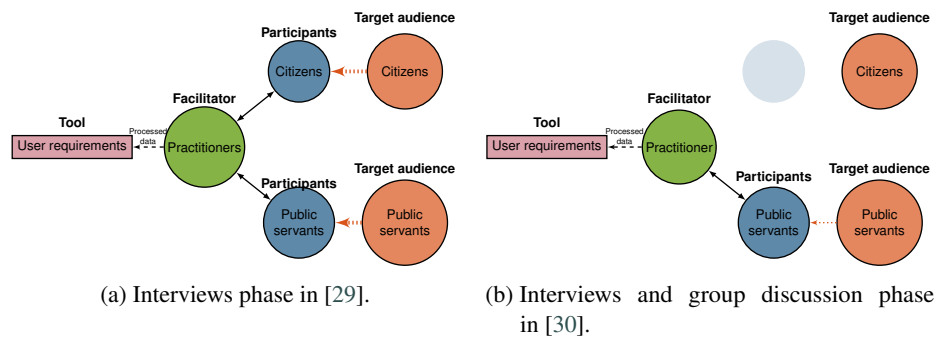 Target audience
Participants
Citizens
Citizens
Facilitator
Tool
Processed
data
User requirements
Practitioners
Participants
Target audience
Public
servants
Public
servants
(a) Interviews phase in [29].
Target audience
Citizens
Facilitator
Tool
Processed
data
User requirements
Practitioner
Participants
Target audience
Public
servants
Public
servants
(b) Interviews and group discussion phase
in [30].